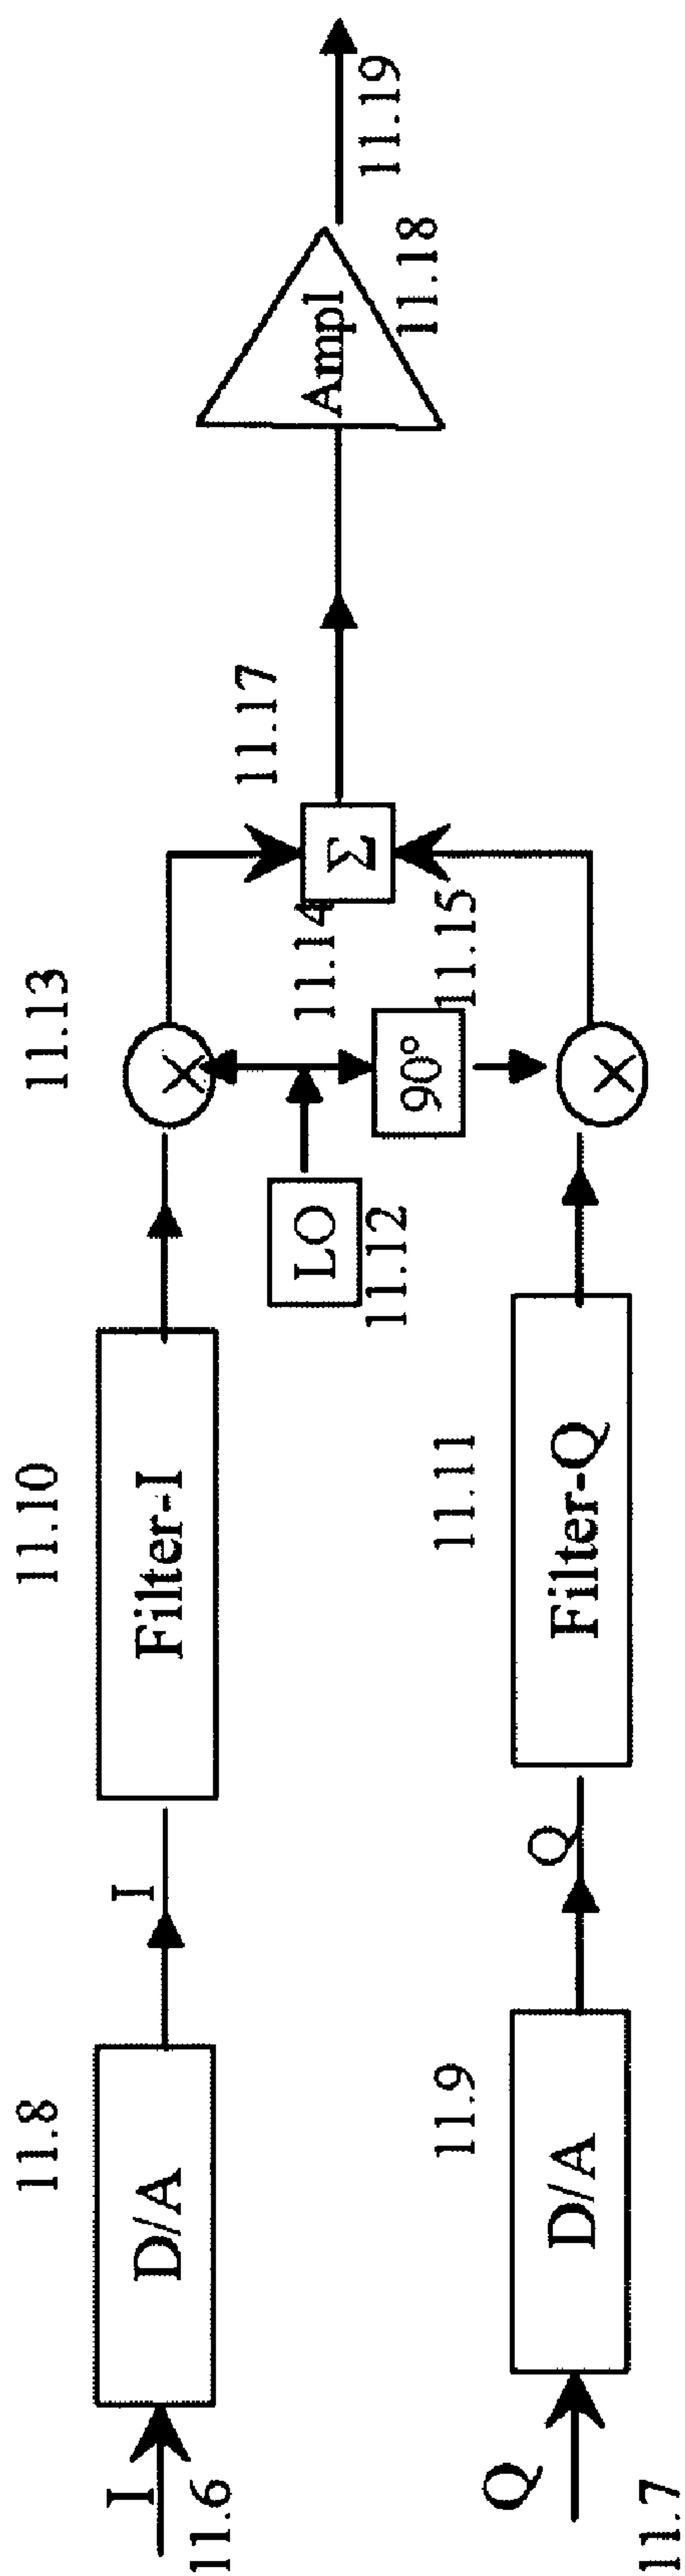 I
11.6
11.8
D/A
I
11.10
Filter-I
11.13
X
LO
11.12
11.14
90°
11.15
Σ
11.17
Ampl
11.18
11.19
Q
11.7
11.9
D/A
Q
11.11
Filter-Q
X